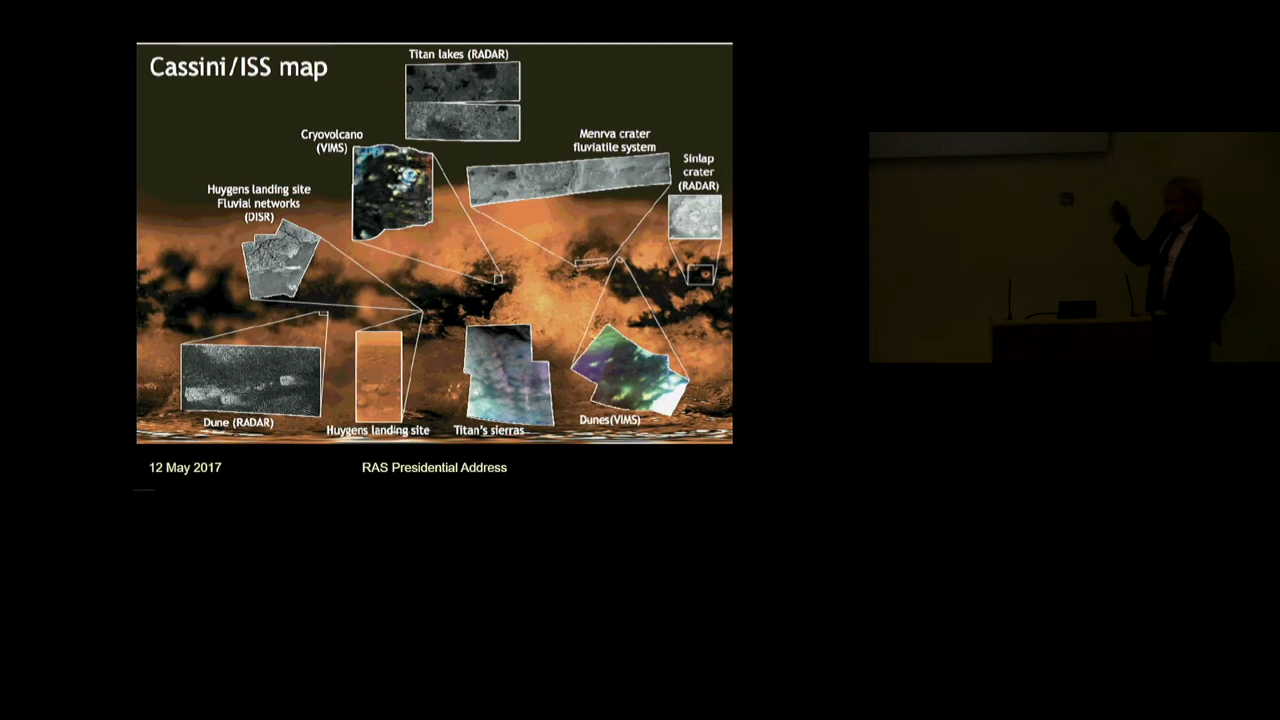 Cassini/ISS map
Titan lakes (RADAR)
Cryovolcano
(VIMS)
Menrva crater
fluviatile system
Sinlap
crater
(RADAR)
Huygens landing site
Fluvial networks
(DISR)
Dune (RADAR)
Huygens landing site
Titan's sierras
Dunes(VIMS)
12 May 2017
RAS Presidential Address